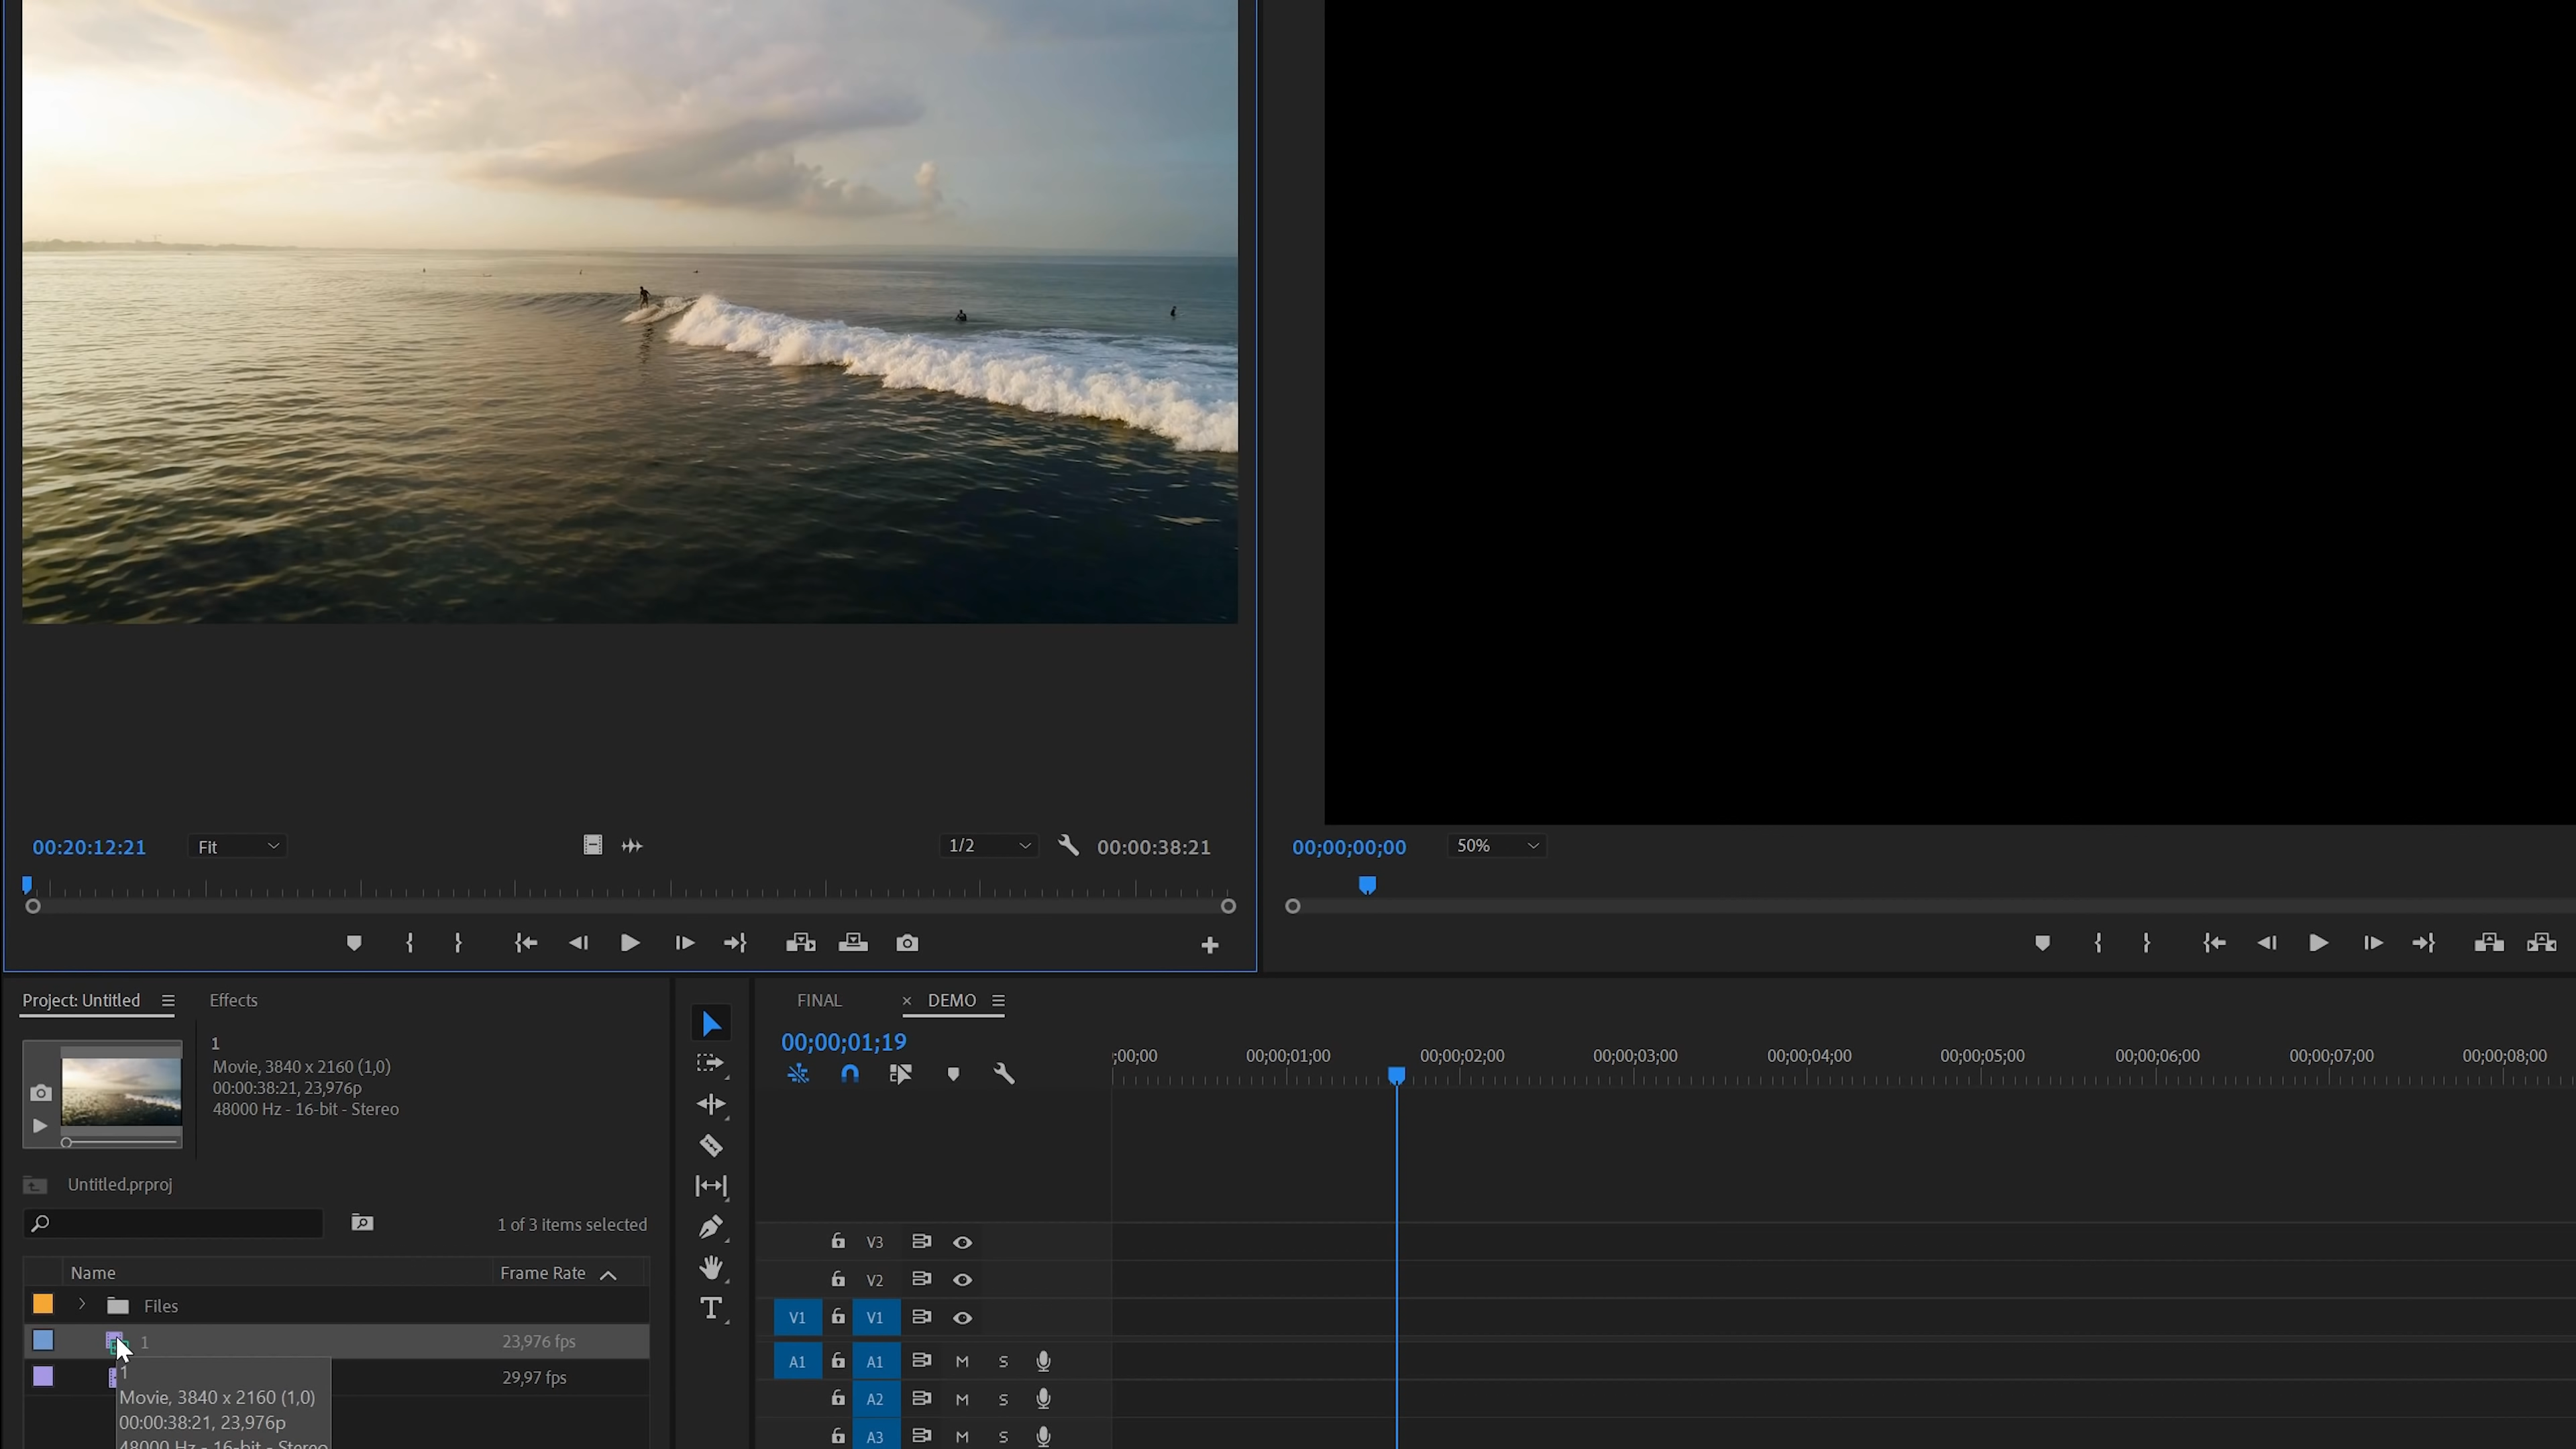 00:20:12:21 Fit 1/2 00:00:38:21
00;00;00;00 50%
Project: Untitled Effects
1
Movie, 3840 x 2160 (1,0)
00:00:38:21, 23,976p
48000 Hz - 16-bit - Stereo
Untitled.prproj
1 of 3 items selected
Name Frame Rate
Files
1 23,976 fps
29,97 fps
1
Movie, 3840 x 2160 (1,0)
00:00:38:21, 23,976p
48000 Hz - 16-bit - Stereo
FINAL × DEMO
00;00;01;19
;00;00 00;00;01;00 00;00;02;00 00;00;03;00 00;00;04;00 00;00;05;00 00;00;06;00 00;00;07;00 00;00;08;00
V3
V2
V1 V1
A1 A1 M S
A2 M S
A3 M S